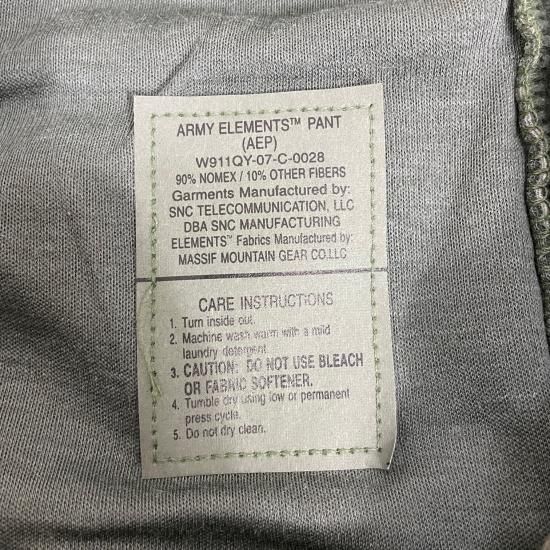 ARMY ELEMENTS™ PANT
(AEP)
W911QY-07-C-0028
90% NOMEX / 10% OTHER FIBERS
Garments Manufactured by:
SNC TELECOMMUNICATION, LLC
DBA SNC MANUFACTURING
ELEMENTS™ Fabrics Manufactured by:
MASSIF MOUNTAIN GEAR CO.LLC
CARE INSTRUCTIONS
1. Turn inside out.
2. Machine wash warm with a mild
laundry detergent.
3. CAUTION: DO NOT USE BLEACH
OR FABRIC SOFTENER.
4. Tumble dry using low or permanent
press cycle.
5. Do not dry clean.